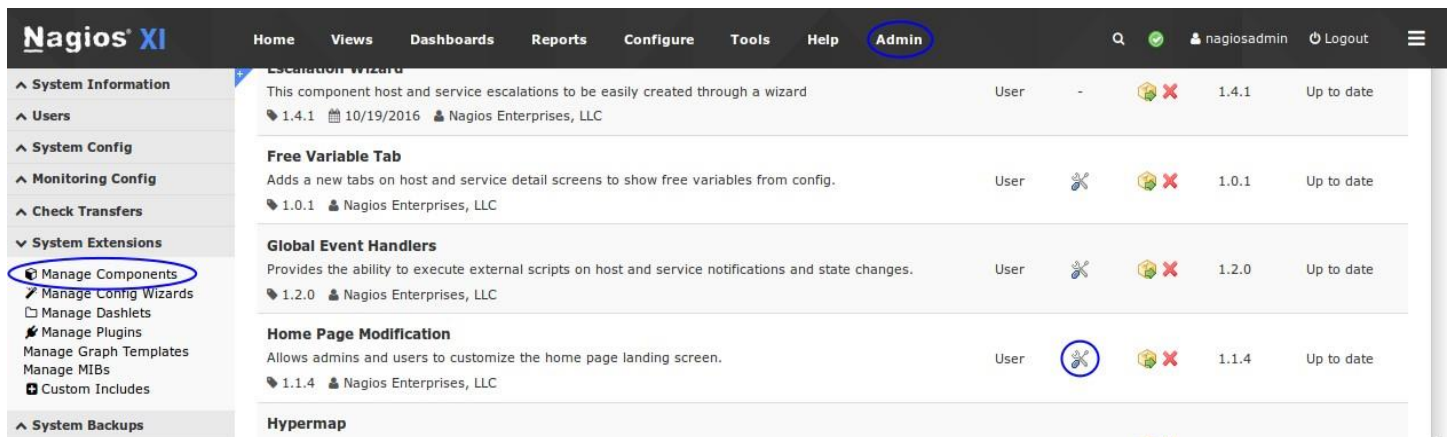 Nagios® XI
Home Views Dashboards Reports Configure Tools Help Admin nagiosadmin Logout
System Information
Users
System Config
Monitoring Config
Check Transfers
System Extensions
Manage Components
Manage Config Wizards
Manage Dashlets
Manage Plugins
Manage Graph Templates
Manage MIBs
Custom Includes
System Backups
Escalation Wizard
This component host and service escalations to be easily created through a wizard User - 1.4.1 Up to date
1.4.1 10/19/2016 Nagios Enterprises, LLC
Free Variable Tab
Adds a new tabs on host and service detail screens to show free variables from config. User 1.0.1 Up to date
1.0.1 Nagios Enterprises, LLC
Global Event Handlers
Provides the ability to execute external scripts on host and service notifications and state changes. User 1.2.0 Up to date
1.2.0 Nagios Enterprises, LLC
Home Page Modification
Allows admins and users to customize the home page landing screen. User 1.1.4 Up to date
1.1.4 Nagios Enterprises, LLC
Hypermap